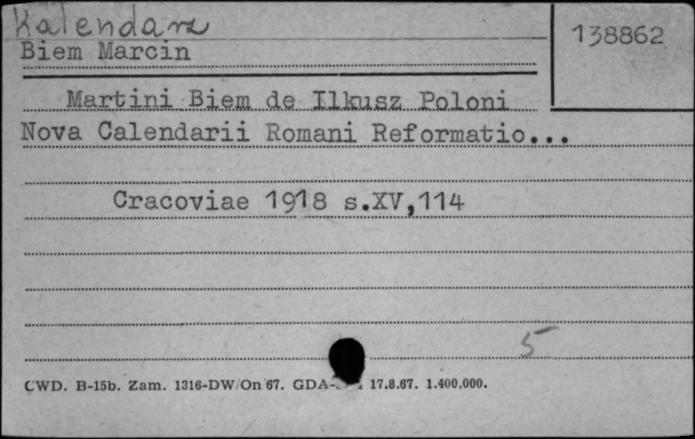 Kalendarz
138862
Biem Marcin
Martini Biem de Ilkusz Poloni
Nova Calendarii Romani Reformatio...
Cracoviae 1918 s.XV,114
5
CWD. B-15b. Zam. 1316-DW/On 67. GDA- 17.8.67. 1.400.000.